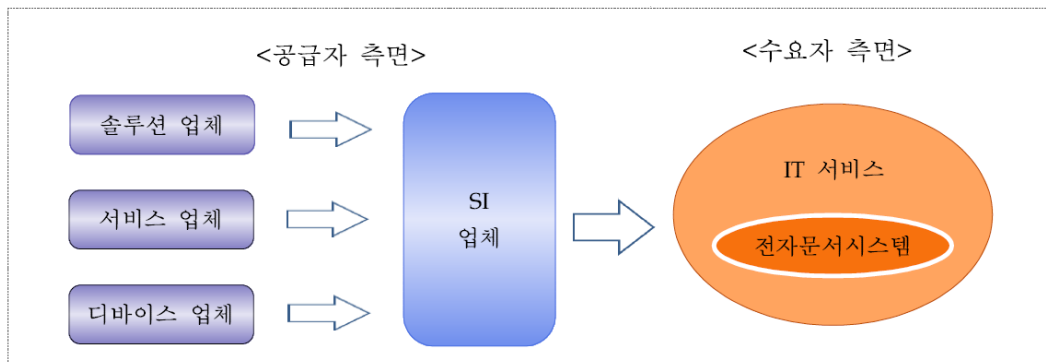 <공급자 측면>
<수요자 측면>
솔루션 업체
서비스 업체
디바이스 업체
SI
업체
IT 서비스
전자문서시스템